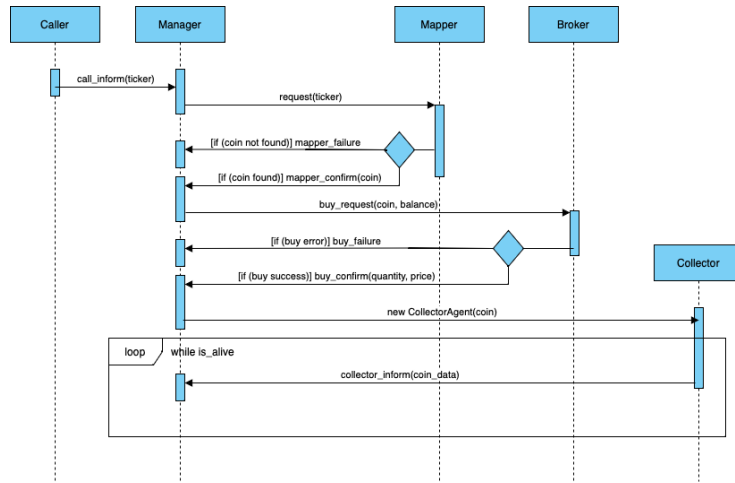 Caller
Manager
Mapper
Broker
call_inform(ticker)
request(ticker)
[if (coin not found)] mapper_failure
[if (coin found)] mapper_confirm(coin)
buy_request(coin, balance)
[if (buy error)] buy_failure
Collector
[if (buy success)] buy_confirm(quantity, price)
new CollectorAgent(coin)
loop
while is_alive
collector_inform(coin_data)